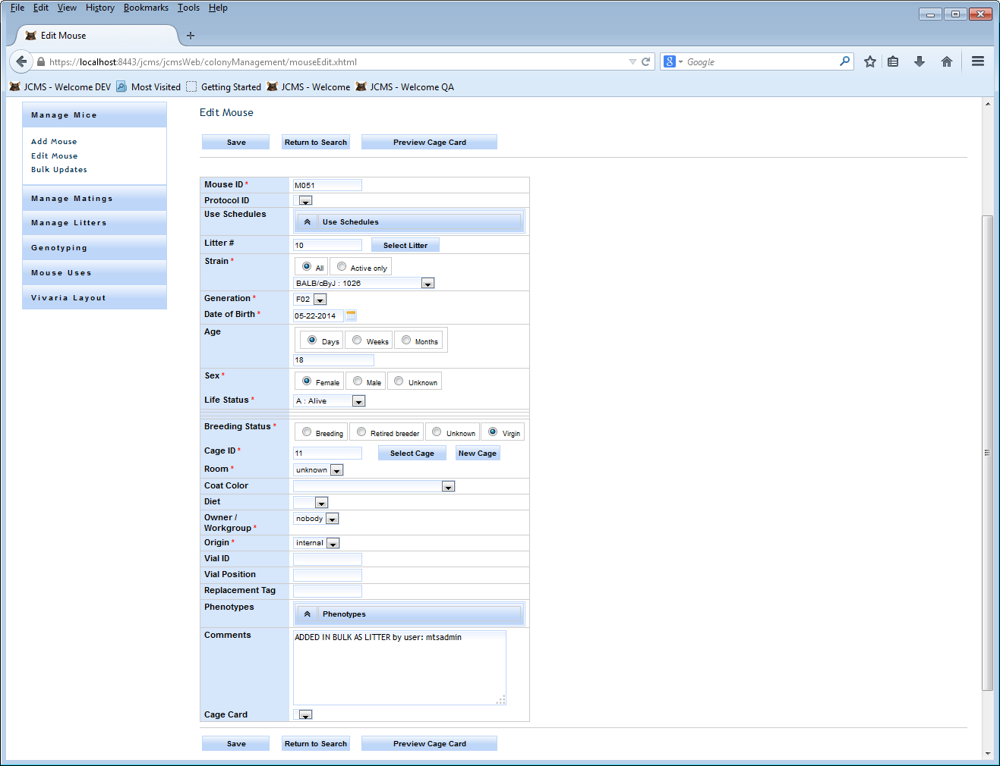 File Edit View History Bookmarks Tools Help
Edit Mouse
https://localhost:8443/jcms/jcmsWeb/colonyManagement/mouseEdit.xhtml
8 Google
JCMS - Welcome DEV Most Visited Getting Started JCMS - Welcome JCMS - Welcome QA
Manage Mice
Add Mouse
Edit Mouse
Bulk Updates
Manage Matings
Manage Litters
Genotyping
Mouse Uses
Vivaria Layout
Edit Mouse
Save Return to Search Preview Cage Card
Mouse ID * M051
Protocol ID
Use Schedules Use Schedules
Litter # 10 Select Litter
Strain * All Active only
BALB/cByJ : 1026
Generation * F02
Date of Birth * 05-22-2014
Age Days Weeks Months
18
Sex * Female Male Unknown
Life Status * A : Alive
Breeding Status * Breeding Retired breeder Unknown Virgin
Cage ID * 11 Select Cage New Cage
Room * unknown
Coat Color
Diet
Owner /
Workgroup * nobody
Origin * internal
Vial ID
Vial Position
Replacement Tag
Phenotypes Phenotypes
Comments ADDED IN BULK AS LITTER by user: mtsadmin
Cage Card
Save Return to Search Preview Cage Card